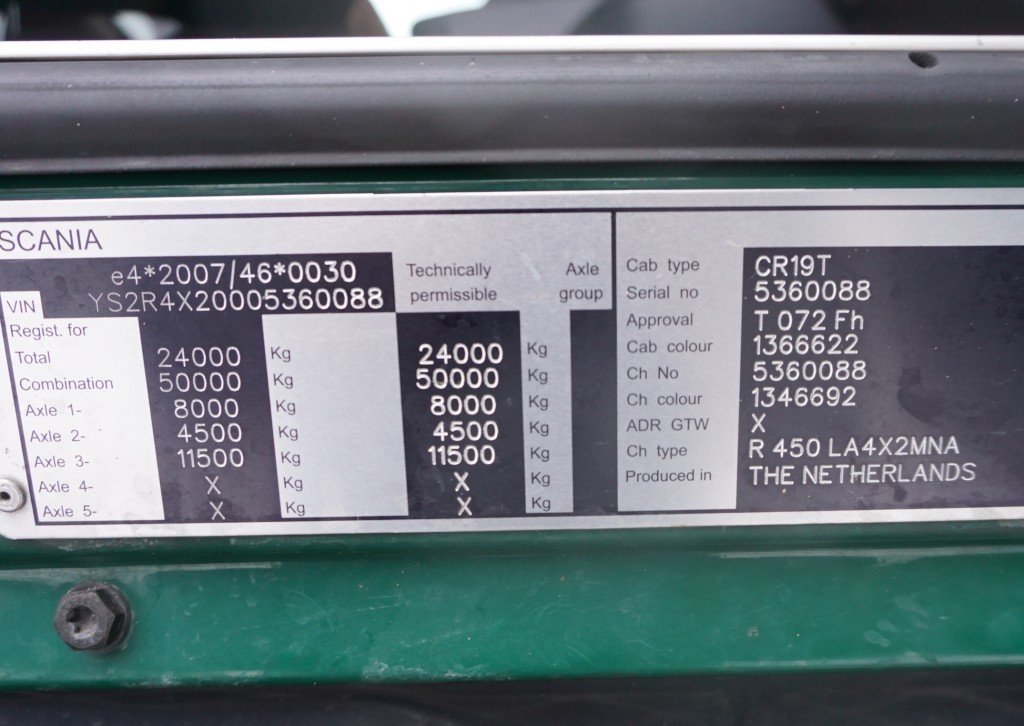 SCANIA
e4*2007/46*0030
VIN YS2R4X20005360088
Technically permissible
Axle group
Regist. for
Total 24000 Kg 24000 Kg
Combination 50000 Kg 50000 Kg
Axle 1- 8000 Kg 8000 Kg
Axle 2- 4500 Kg 4500 Kg
Axle 3- 11500 Kg 11500 Kg
Axle 4- X Kg X Kg
Axle 5- X Kg X Kg
Cab type CR19T
Serial no 5360088
Approval T 072 Fh
Cab colour 1366622
Ch No 5360088
Ch colour 1346692
ADR GTW X
Ch type R 450 LA4X2MNA
Produced in THE NETHERLANDS